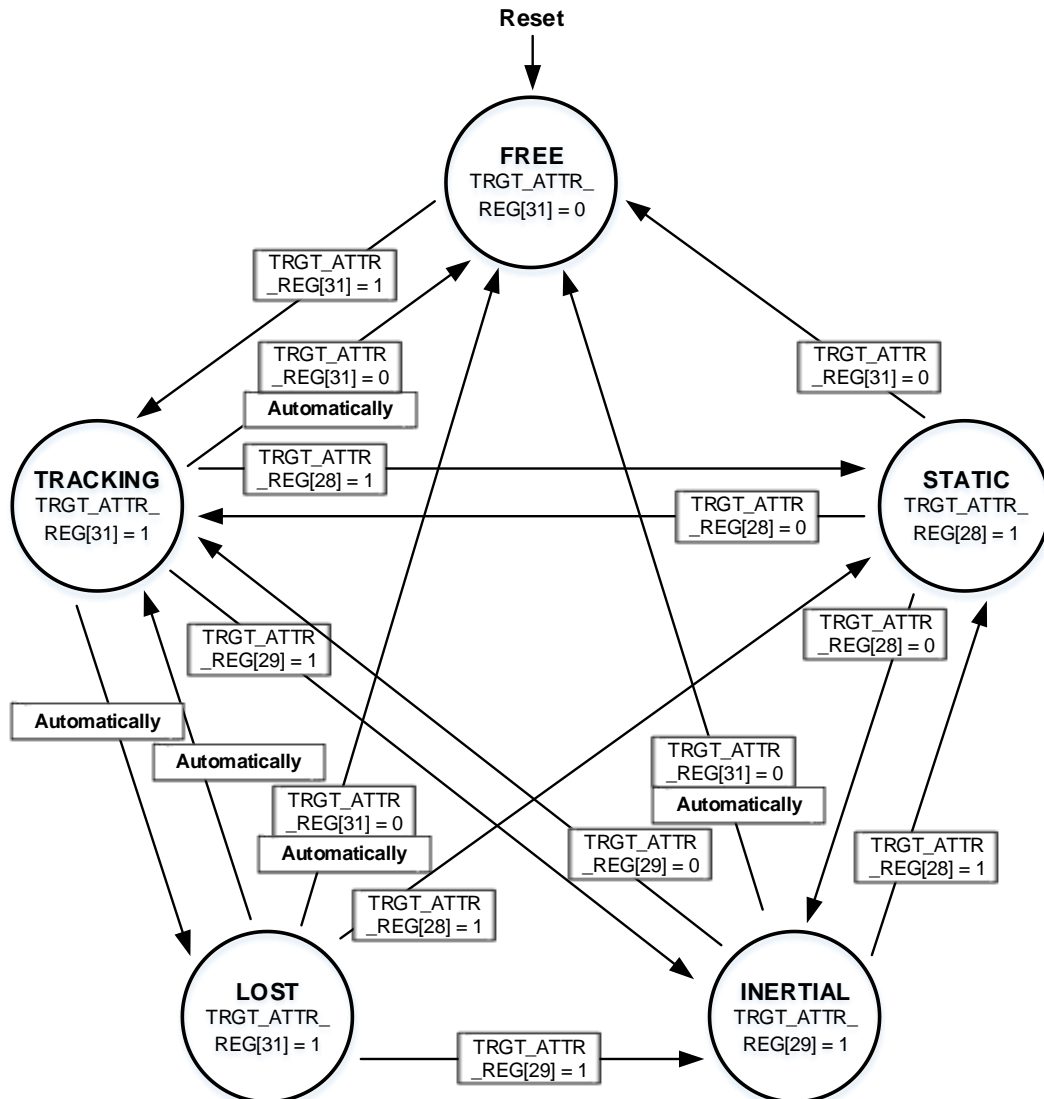 Reset
FREE
TRGT_ATTR_
REG[31] = 0
TRGT_ATTR
_REG[31] = 1
TRGT_ATTR
_REG[31] = 0
Automatically
TRGT_ATTR
_REG[31] = 0
TRACKING
TRGT_ATTR_
REG[31] = 1
TRGT_ATTR
_REG[28] = 1
TRGT_ATTR
_REG[28] = 0
STATIC
TRGT_ATTR_
REG[28] = 1
TRGT_ATTR
_REG[29] = 1
TRGT_ATTR
_REG[28] = 0
Automatically
Automatically
TRGT_ATTR
_REG[31] = 0
Automatically
TRGT_ATTR
_REG[31] = 0
Automatically
TRGT_ATTR
_REG[29] = 0
TRGT_ATTR
_REG[28] = 1
TRGT_ATTR
_REG[28] = 1
LOST
TRGT_ATTR_
REG[31] = 1
INERTIAL
TRGT_ATTR_
REG[29] = 1
TRGT_ATTR
_REG[29] = 1